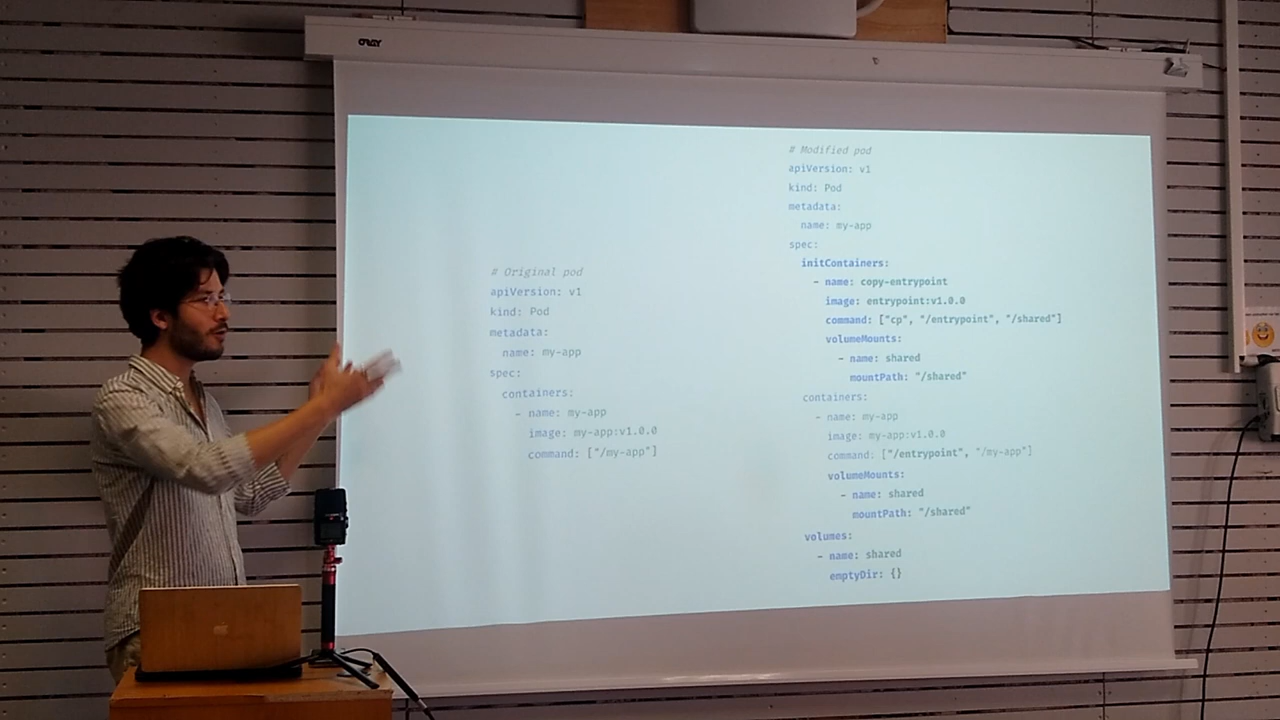 # Original pod
apiVersion: v1
kind: Pod
metadata:
  name: my-app
spec:
  containers:
    - name: my-app
      image: my-app:v1.0.0
      command: ["/my-app"]
# Modified pod
apiVersion: v1
kind: Pod
metadata:
  name: my-app
spec:
  initContainers:
    - name: copy-entrypoint
      image: entrypoint:v1.0.0
      command: ["cp", "/entrypoint", "/shared"]
      volumeMounts:
        - name: shared
          mountPath: "/shared"
  containers:
    - name: my-app
      image: my-app:v1.0.0
      command: ["/entrypoint", "/my-app"]
      volumeMounts:
        - name: shared
          mountPath: "/shared"
  volumes:
    - name: shared
      emptyDir: {}